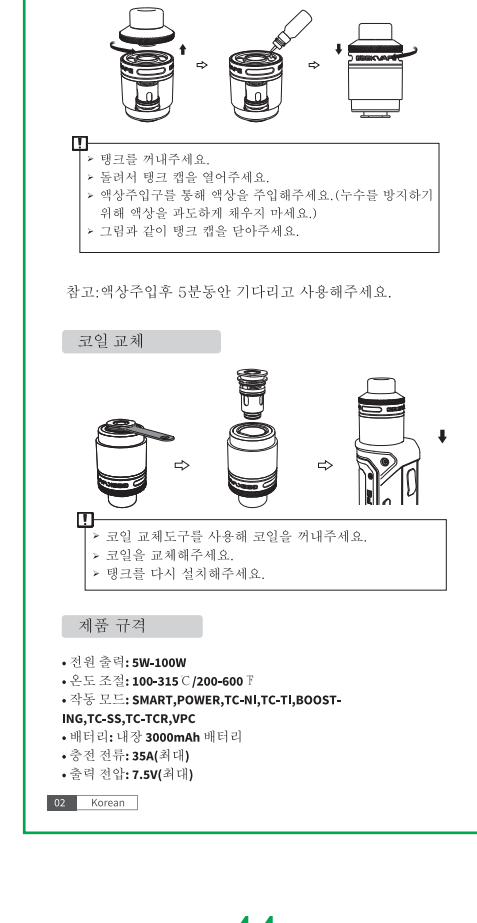 탱크를 꺼내주세요.
돌려서 탱크 캡을 열어주세요.
액상주입구를 통해 액상을 주입해주세요.(누수를 방지하기
위해 액상을 과도하게 채우지 마세요.)
그림과 같이 탱크 캡을 닫아주세요.
참고:액상주입후 5분동안 기다리고 사용해주세요.
코일 교체
코일 교체도구를 사용해 코일을 꺼내주세요.
코일을 교체해주세요.
탱크를 다시 설치해주세요.
제품 규격
• 전원 출력: 5W-100W
• 온도 조절: 100-315℃/200-600℉
• 작동 모드: SMART,POWER,TC-NI,TC-TI,BOOST-
ING,TC-SS,TC-TCR,VPC
• 배터리: 내장 3000mAh 배터리
• 충전 전류: 35A(최대)
• 출력 전압: 7.5V(최대)
02 Korean